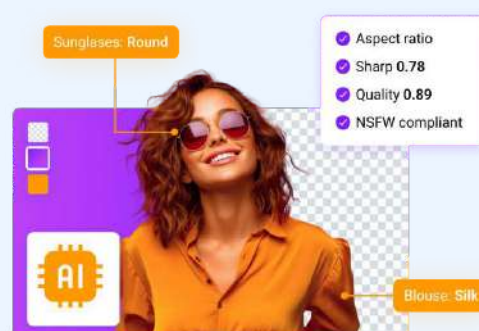 Sunglases: Round
Aspect ratio
Sharp 0.78
Quality 0.89
NSFW compliant
AI
Blouse: Silk